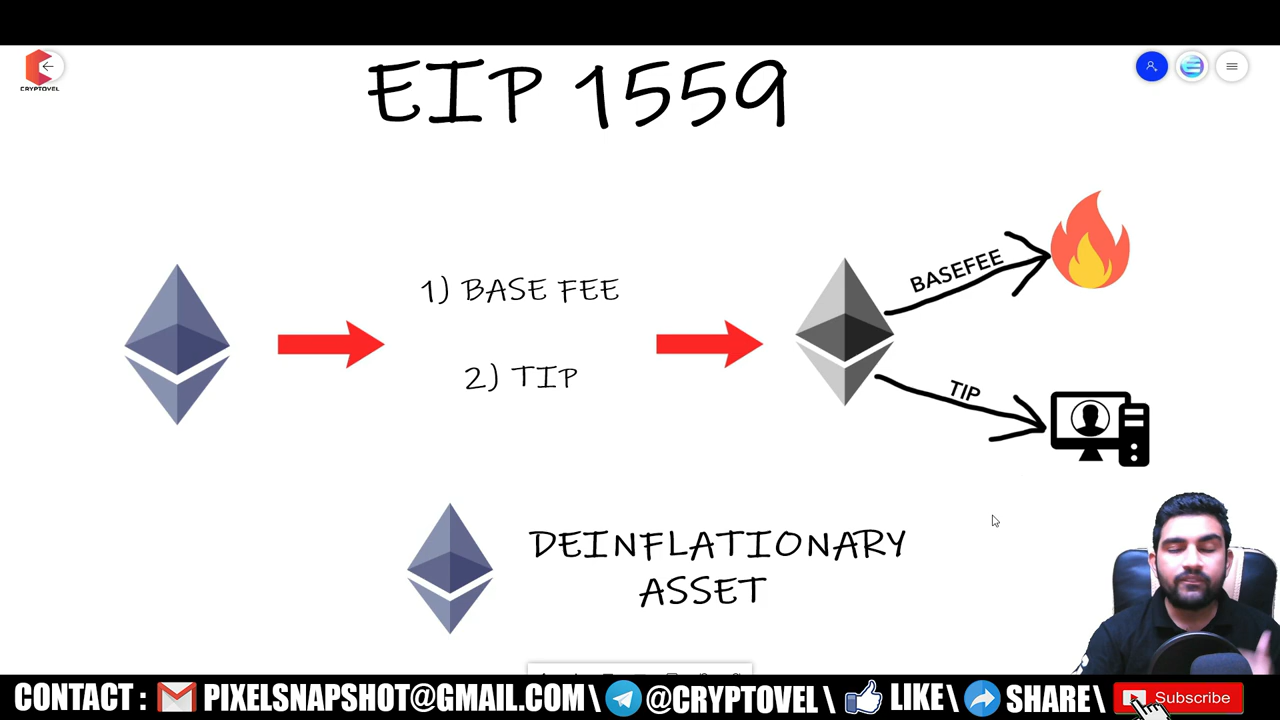 EIP 1559
CRYPTOVEL
1) BASE FEE
2) TIP
BASEFEE
TIP
DEINFLATIONARY
ASSET
CONTACT : PIXELSNAPSHOT@GMAIL.COM \ @CRYPTOVEL \ LIKE \ SHARE \ Subscribe